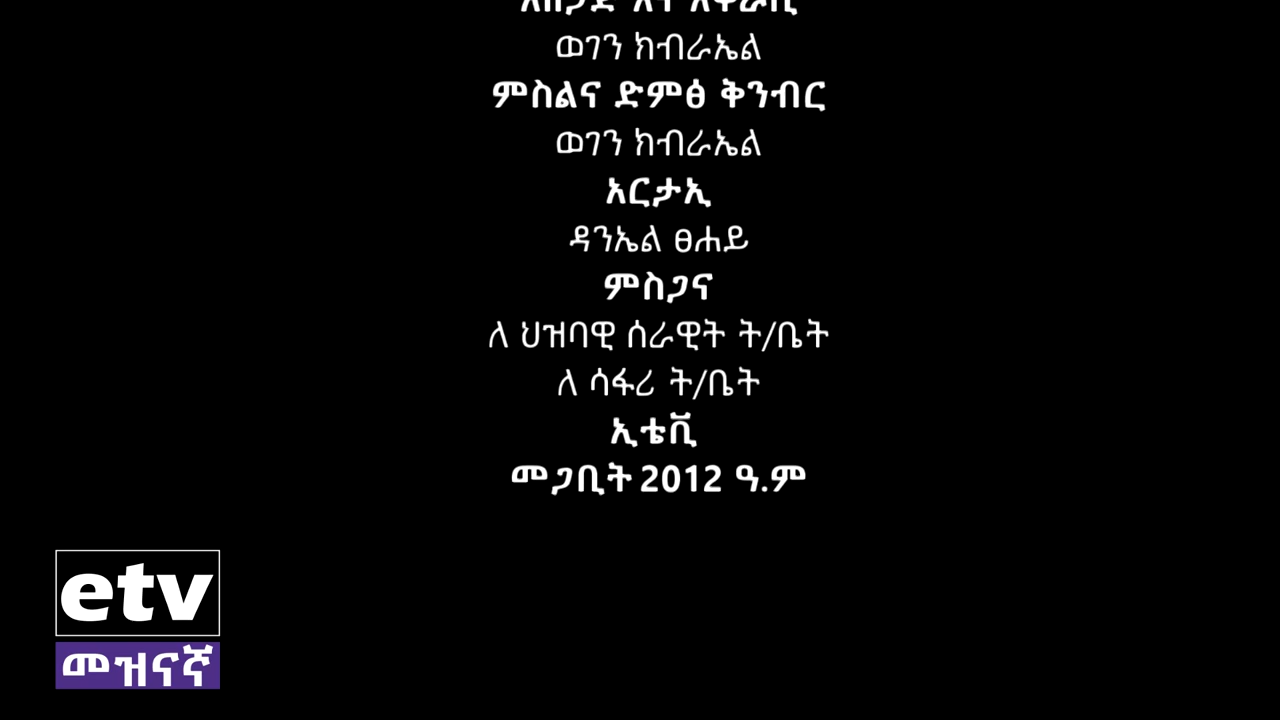 ወገን ክብራኤል
ምስልና ድምፅ ቅንብር
ወገን ክብራኤል
አርታኢ
ዳንኤል ፀሐይ
ምስጋና
ለ ህዝባዊ ሰራዊት ት/ቤት
ለ ሳፋሪ ት/ቤት
ኢቴቪ
መጋቢት 2012 ዓ.ም
etv
መዝናኛ